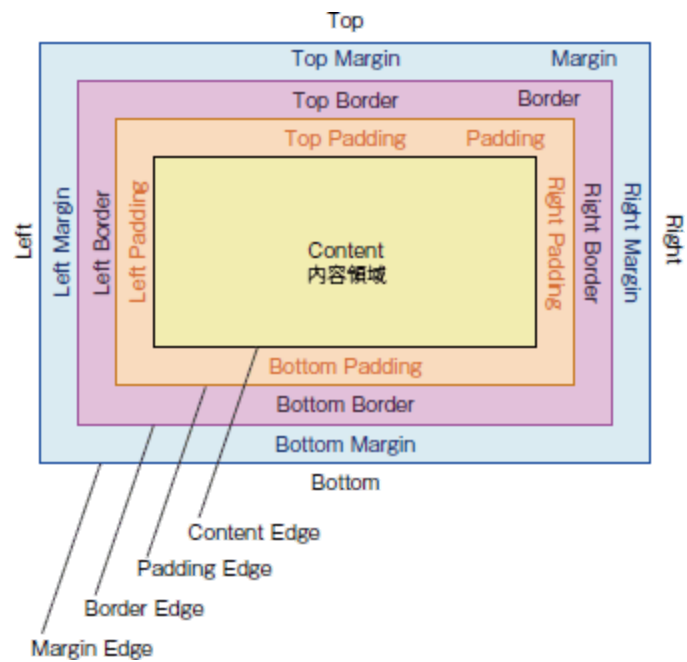 Top
Top Margin
Margin
Top Border
Border
Top Padding
Padding
Left
Left Margin
Left Border
Left Padding
Content
内容領域
Right Padding
Right Border
Right Margin
Right
Bottom Padding
Bottom Border
Bottom Margin
Bottom
Content Edge
Padding Edge
Border Edge
Margin Edge